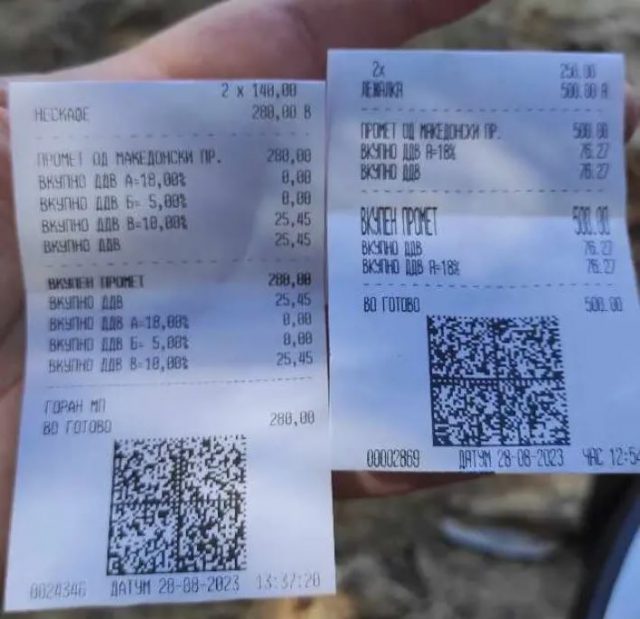 2 x 140,00
НЕСКАФЕ 280,00 В
ПРОМЕТ ОД МАКЕДОНСКИ ПР. 280,00
ВКУПНО ДДВ А=18,00% 0,00
ВКУПНО ДДВ Б= 5,00% 0,00
ВКУПНО ДДВ В=10,00% 25,45
ВКУПНО ДДВ 25,45
ВКУПЕН ПРОМЕТ 280,00
ВКУПНО ДДВ 25,45
ВКУПНО ДДВ А=18,00% 0,00
ВКУПНО ДДВ Б= 5,00% 0,00
ВКУПНО ДДВ В=10,00% 25,45
ГОРАН МП
ВО ГОТОВО 280,00
0024346 ДАТУМ 28-08-2023 13:37:20
2x 250.00
ЛЕЖАЛКА 500.00 А
ПРОМЕТ ОД МАКЕДОНСКИ ПР. 500.00
ВКУПНО ДДВ А=18% 76.27
ВКУПНО ДДВ 76.27
ВКУПЕН ПРОМЕТ 500.00
ВКУПНО ДДВ 76.27
ВКУПНО ДДВ А=18% 76.27
ВО ГОТОВО 500.00
00002869 ДАТУМ 28-08-2023 ЧАС 12:54